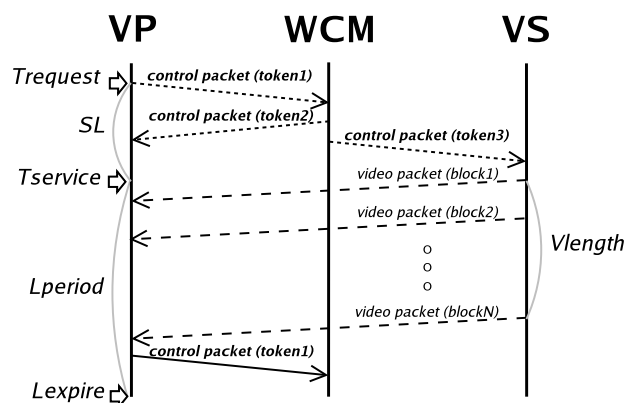 VP WCM VS
Trequest
control packet (token1)
control packet (token2)
SL
control packet (token3)
Tservice
video packet (block1)
video packet (block2)
Vlength
Lperiod
video packet (blockN)
control packet (token1)
Lexpire